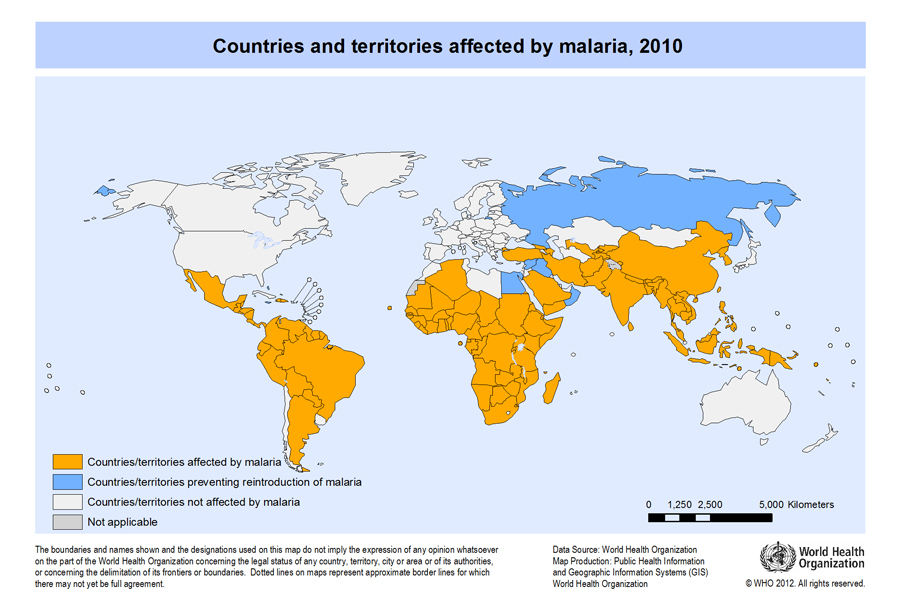 Countries and territories affected by malaria, 2010
Countries/territories affected by malaria
Countries/territories preventing reintroduction of malaria
Countries/territories not affected by malaria
Not applicable
0 1,250 2,500 5,000 Kilometers
The boundaries and names shown and the designations used on this map do not imply the expression of any opinion whatsoever
on the part of the World Health Organization concerning the legal status of any country, territory, city or area or of its authorities,
or concerning the delimitation of its frontiers or boundaries. Dotted lines on maps represent approximate border lines for which
there may not yet be full agreement.
Data Source: World Health Organization
Map Production: Public Health Information
and Geographic Information Systems (GIS)
World Health Organization
World Health
Organization
© WHO 2012. All rights reserved.